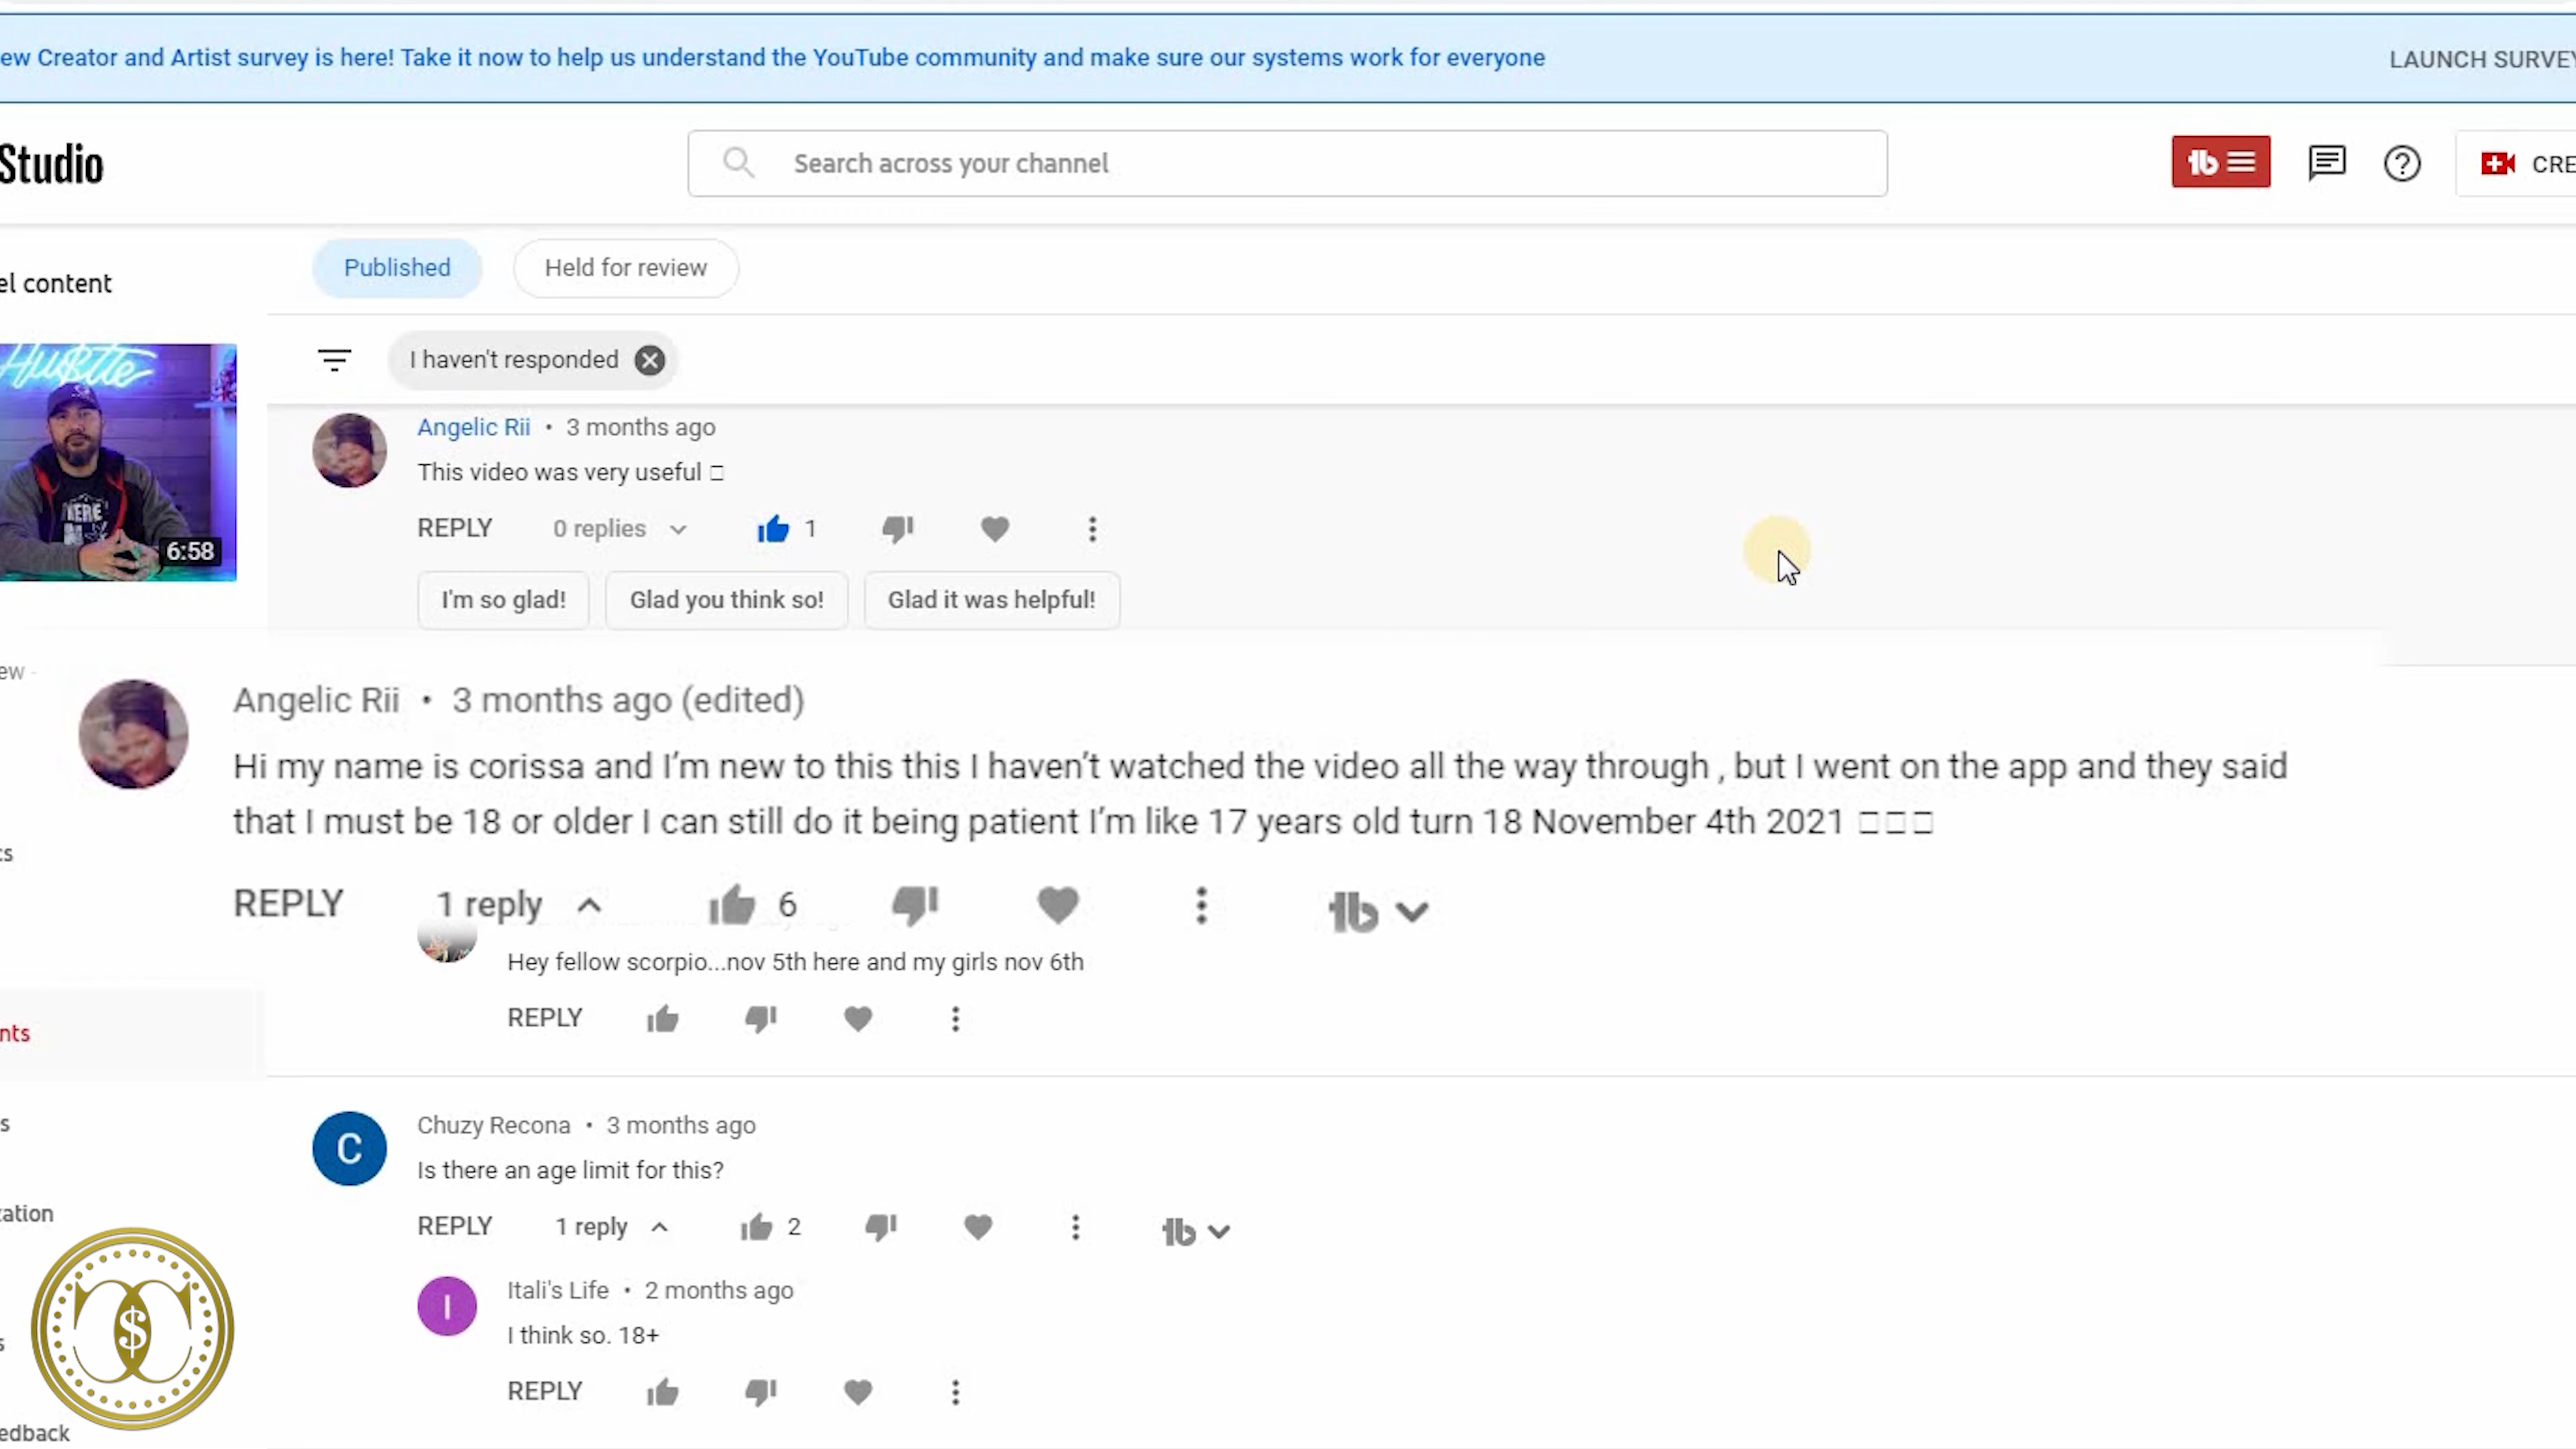 ew Creator and Artist survey is here! Take it now to help us understand the YouTube community and make sure our systems work for everyone
LAUNCH SURVEY
Studio
Search across your channel
CRE
el content
Published
Held for review
I haven't responded
Hustle
HERE
6:58
Angelic Rii • 3 months ago
This video was very useful □
REPLY 0 replies 1
I'm so glad! Glad you think so! Glad it was helpful!
ew -
Angelic Rii • 3 months ago (edited)
Hi my name is corissa and I'm new to this this I haven't watched the video all the way through , but I went on the app and they said
that I must be 18 or older I can still do it being patient I'm like 17 years old turn 18 November 4th 2021 □□□
cs
REPLY 1 reply 6
Hey fellow scorpio...nov 5th here and my girls nov 6th
REPLY
nts
s
C
Chuzy Recona • 3 months ago
Is there an age limit for this?
REPLY 1 reply 2
zation
I
Itali's Life • 2 months ago
I think so. 18+
REPLY
s
$
edback